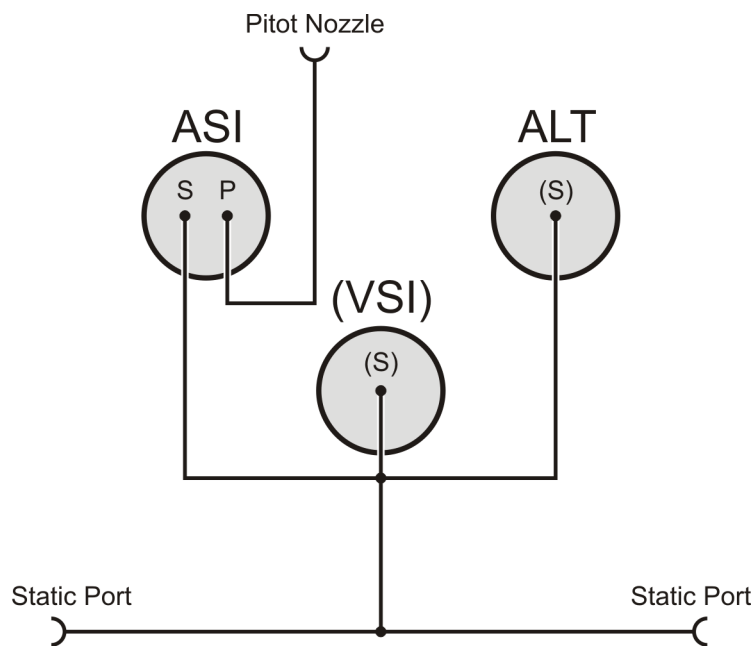 Pitot Nozzle
ASI
ALT
S P
(S)
(VSI)
(S)
Static Port
Static Port